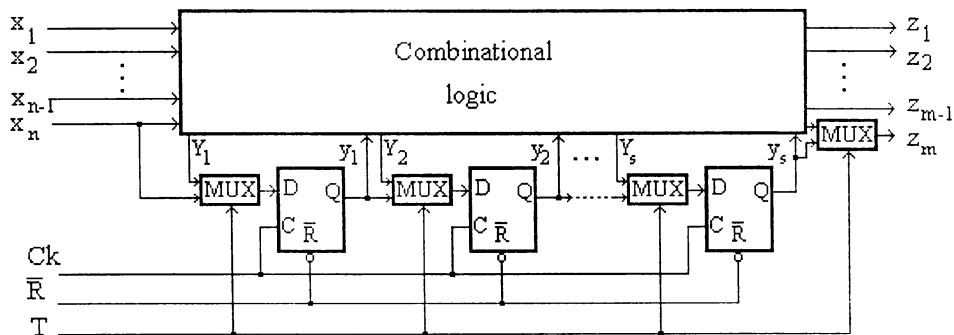 x₁ z₁
x₂ Combinational z₂
⋮ ⋮
xₙ₋₁ logic zₘ₋₁
xₙ MUX zₘ
Y₁ y₁ Y₂ y₂ ... Yₛ yₛ
MUX D Q MUX D Q MUX D Q
C R̅ C R̅ C R̅
Ck
R̅
T